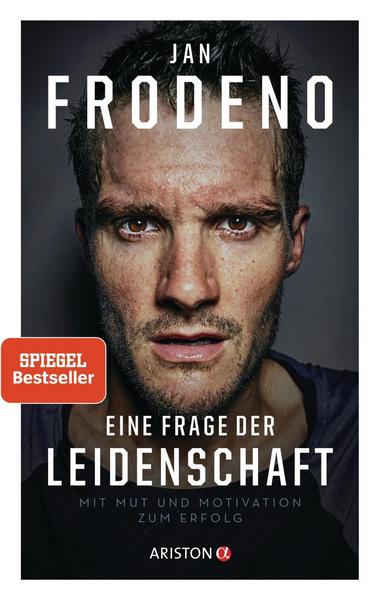 JAN
FRODENO
SPIEGEL
Bestseller
EINE FRAGE DER
LEIDENSCHAFT
MIT MUT UND MOTIVATION
ZUM ERFOLG
ARISTON α